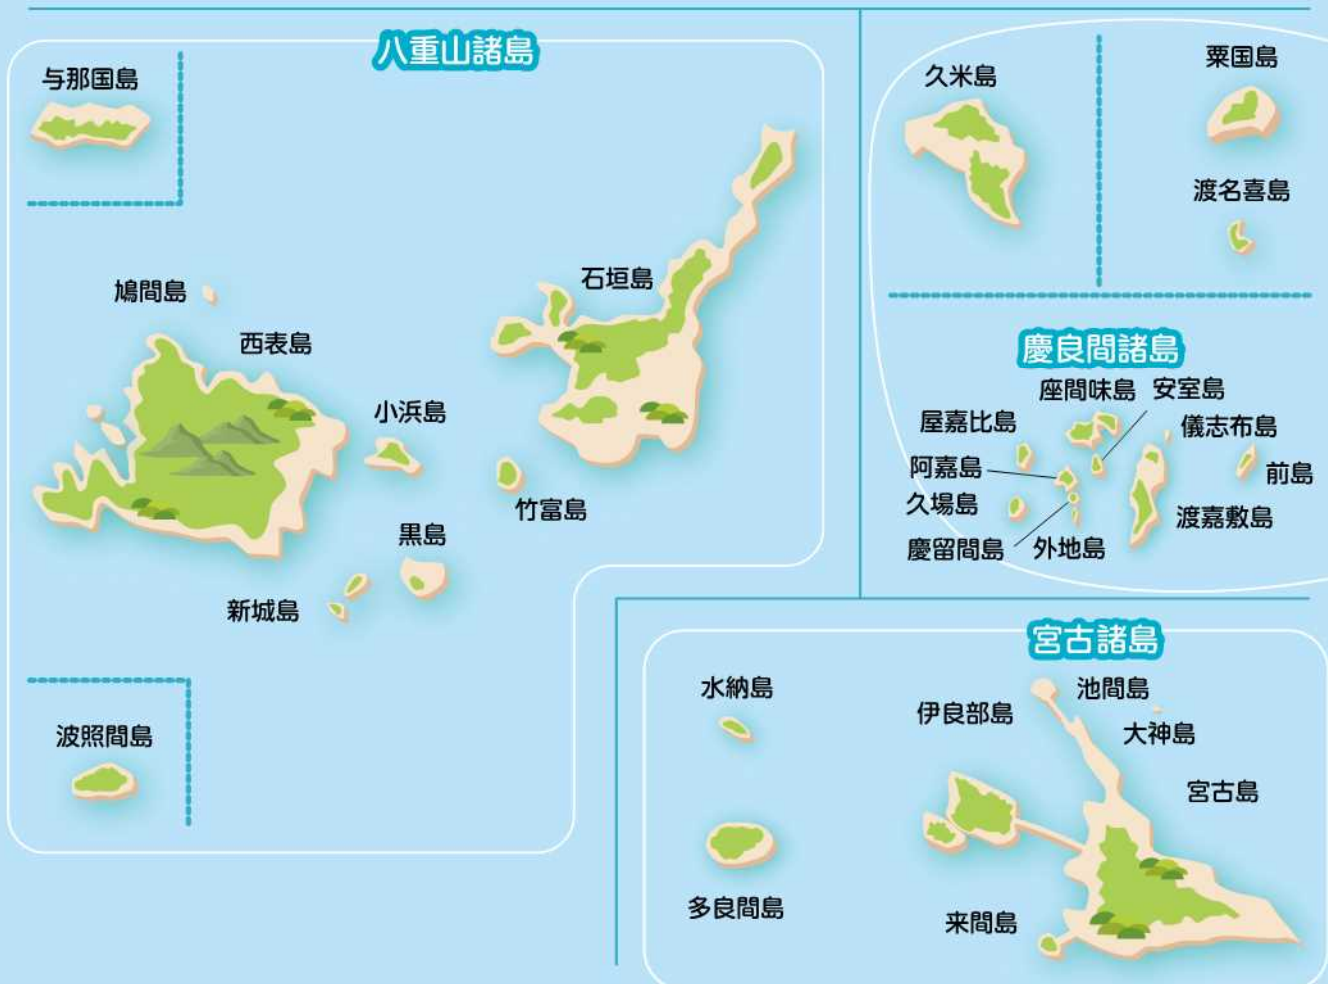 八重山諸島
与那国島
鳩間島
西表島
石垣島
小浜島
竹富島
黒島
新城島
波照間島
久米島
粟国島
渡名喜島
慶良間諸島
座間味島
安室島
屋嘉比島
儀志布島
阿嘉島
前島
久場島
渡嘉敷島
慶留間島
外地島
宮古諸島
水納島
池間島
伊良部島
大神島
宮古島
多良間島
来間島